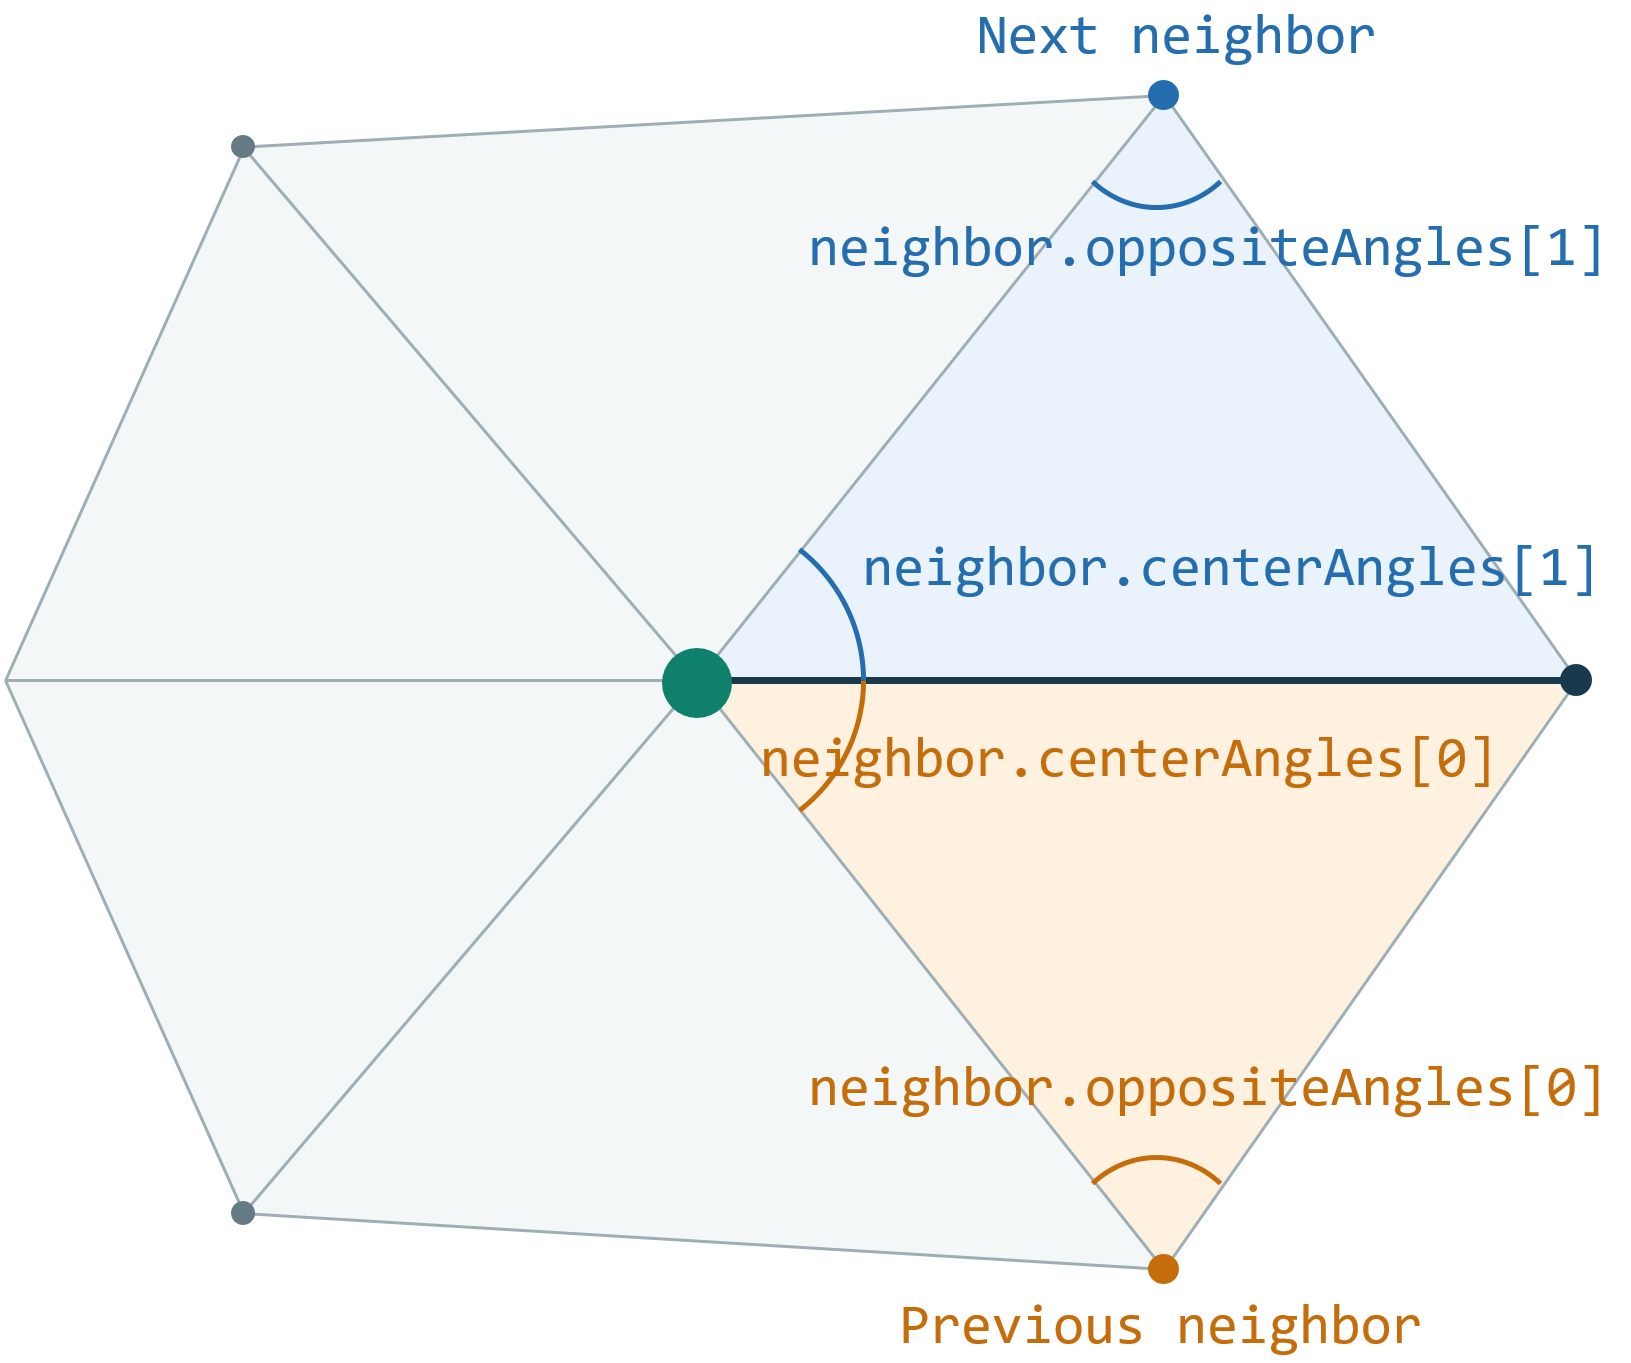 Next neighbor
neighbor.oppositeAngles[1]
neighbor.centerAngles[1]
neighbor.centerAngles[0]
neighbor.oppositeAngles[0]
Previous neighbor